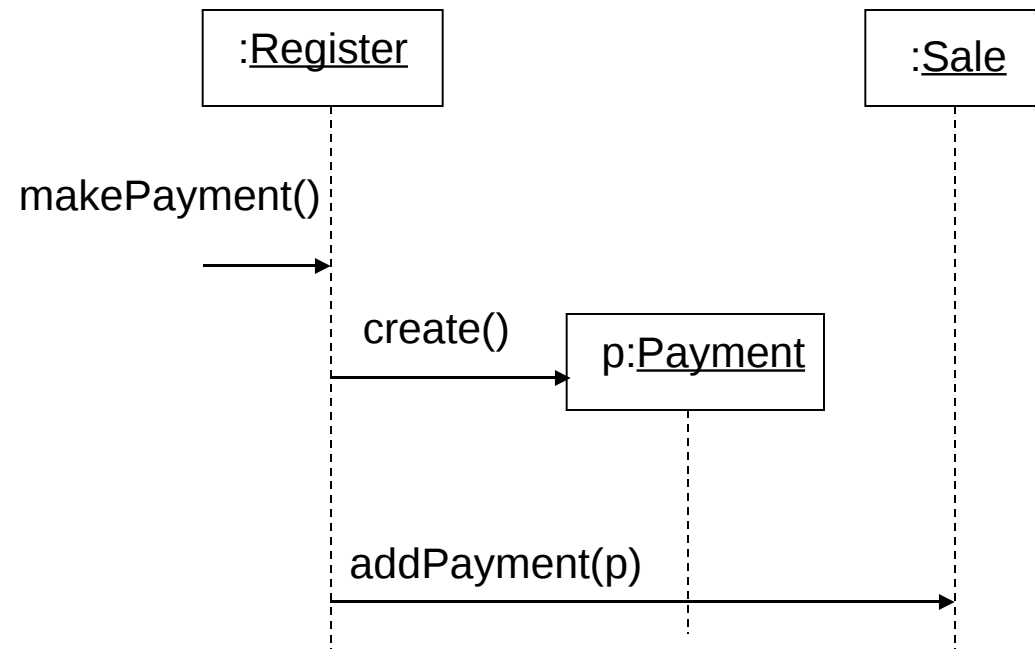 :Register
:Sale
makePayment()
create()
p:Payment
addPayment(p)